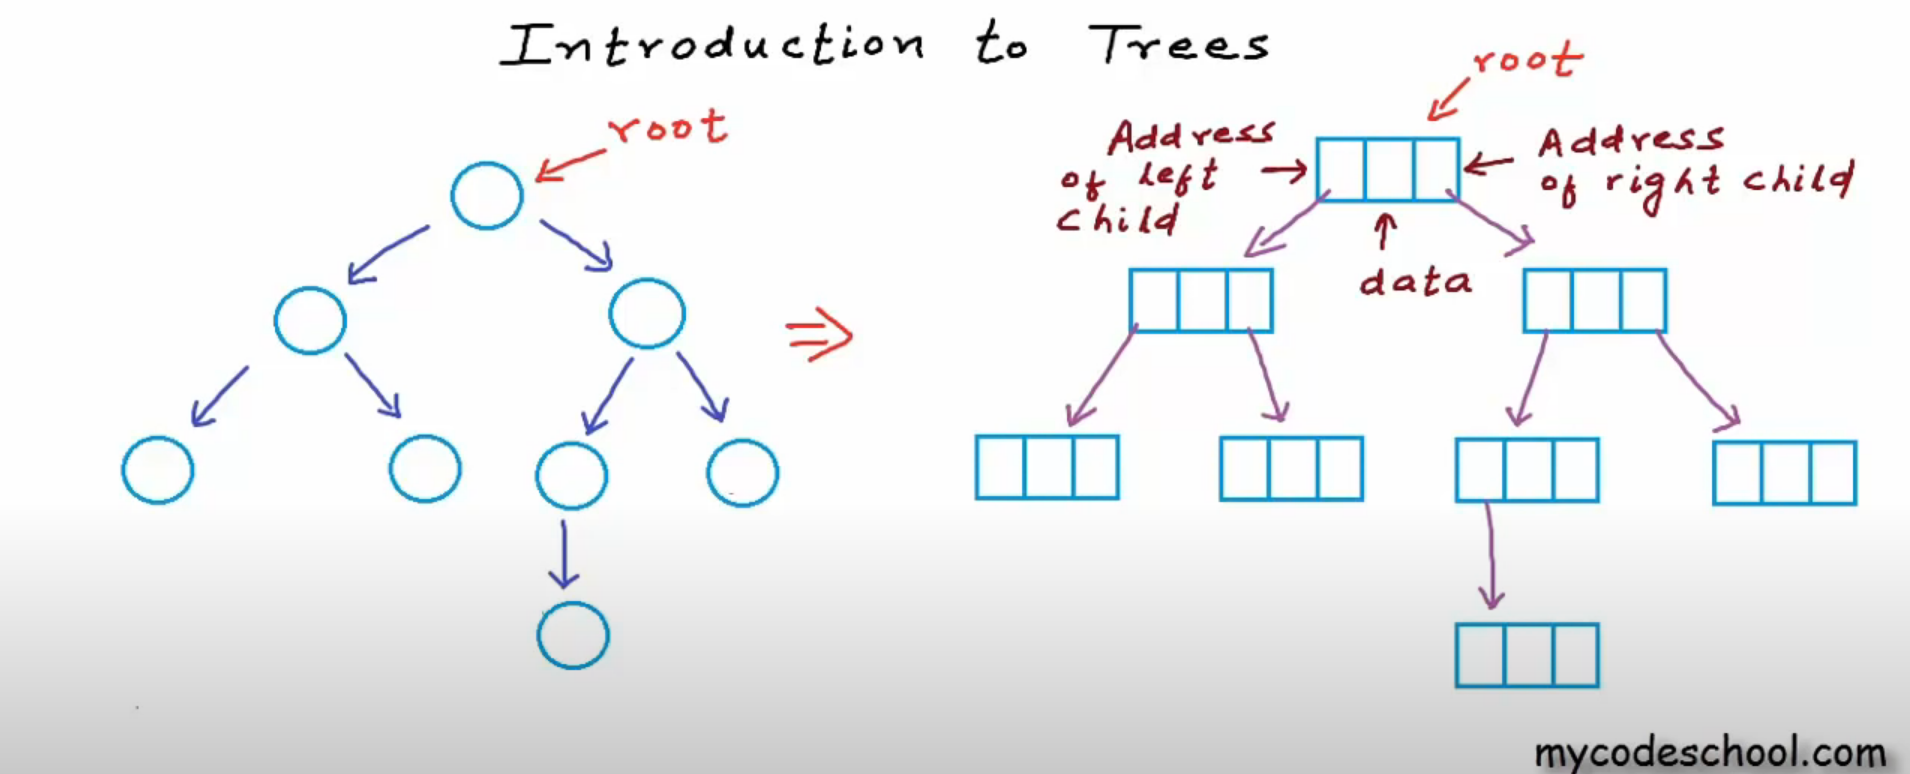 Introduction to Trees
root
root
Address
of left
child
Address
of right child
data
mycodeschool.com